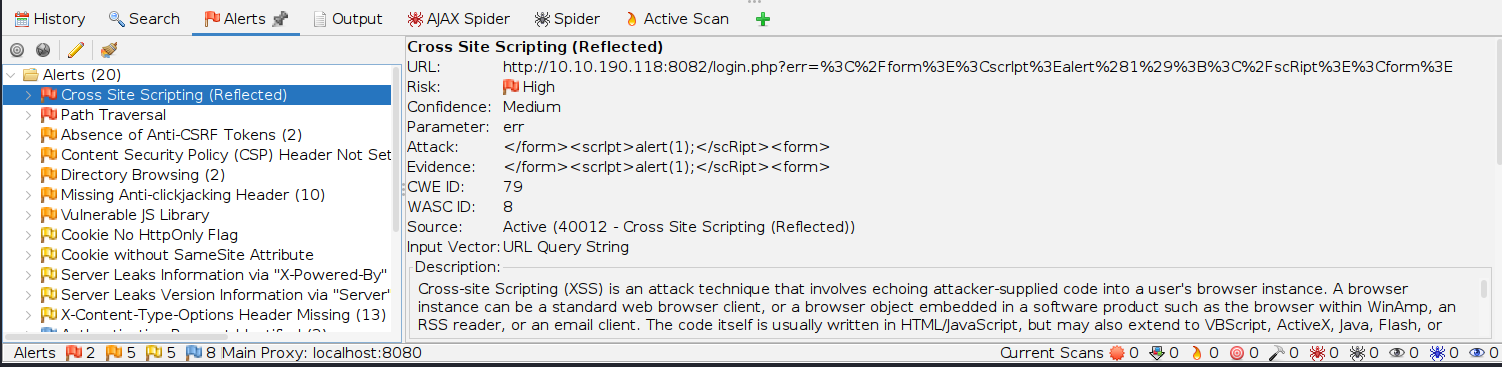 History Search Alerts Output AJAX Spider Spider Active Scan
Alerts (20)
Cross Site Scripting (Reflected)
Path Traversal
Absence of Anti-CSRF Tokens (2)
Content Security Policy (CSP) Header Not Set
Directory Browsing (2)
Missing Anti-clickjacking Header (10)
Vulnerable JS Library
Cookie No HttpOnly Flag
Cookie without SameSite Attribute
Server Leaks Information via "X-Powered-By"
Server Leaks Version Information via "Server"
X-Content-Type-Options Header Missing (13)
Cross Site Scripting (Reflected)
URL: http://10.10.190.118:8082/login.php?err=%3C%2Fform%3E%3CscrIpt%3Ealert%281%29%3B%3C%2FscRipt%3E%3Cform%3E
Risk: High
Confidence: Medium
Parameter: err
Attack: </form><scrIpt>alert(1);</scRipt><form>
Evidence: </form><scrIpt>alert(1);</scRipt><form>
CWE ID: 79
WASC ID: 8
Source: Active (40012 - Cross Site Scripting (Reflected))
Input Vector: URL Query String
Description:
Cross-site Scripting (XSS) is an attack technique that involves echoing attacker-supplied code into a user's browser instance. A browser
instance can be a standard web browser client, or a browser object embedded in a software product such as the browser within WinAmp, an
RSS reader, or an email client. The code itself is usually written in HTML/JavaScript, but may also extend to VBScript, ActiveX, Java, Flash, or
Alerts 2 5 5 8 Main Proxy: localhost:8080 Current Scans 0 0 0 0 0 0 0 0 0 0